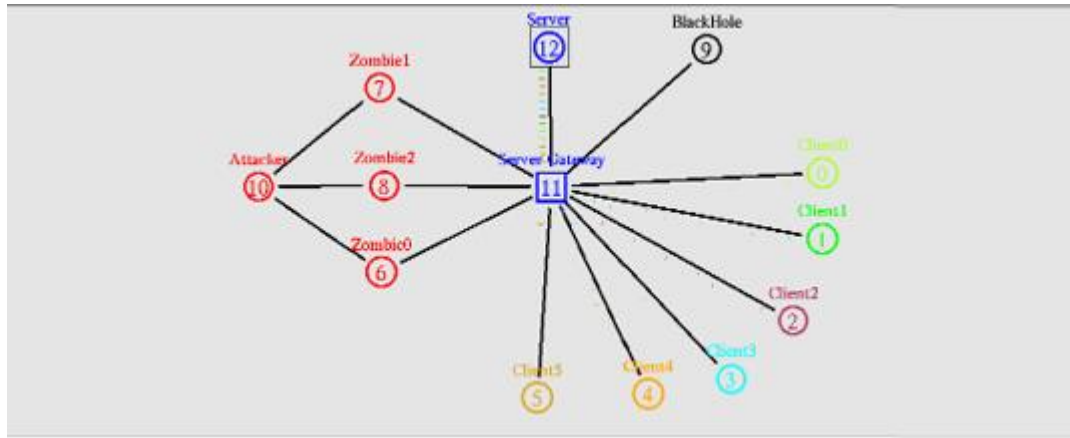 Server
12
BlackHole
9
Zombie1
7
Attacker
10
Zombie2
8
Server Gateway
11
Client0
0
Client1
1
Zombie0
6
Client2
2
Client3
3
Client4
4
Client5
5